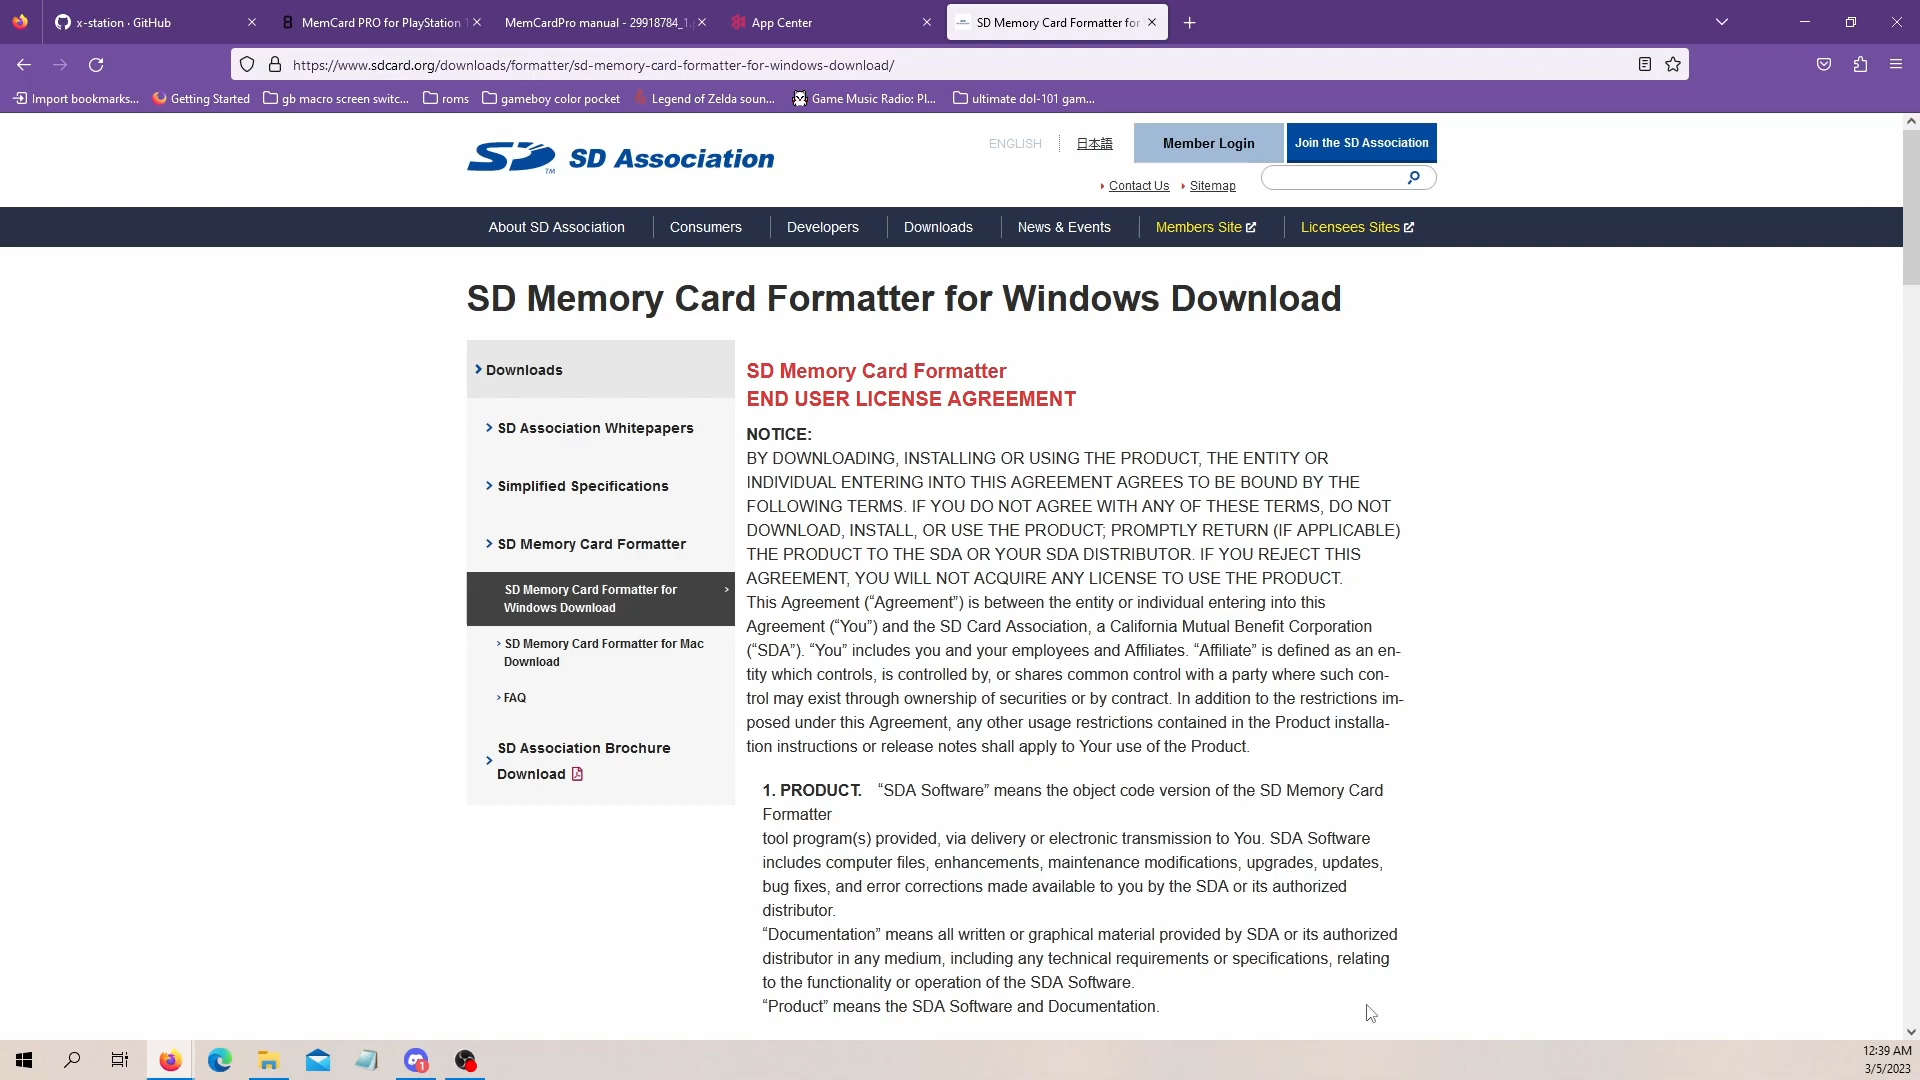 x-station · GitHub
MemCard PRO for PlayStation 1
MemCardPro manual - 29918784_1.p
App Center
SD Memory Card Formatter for
https://www.sdcard.org/downloads/formatter/sd-memory-card-formatter-for-windows-download/
Import bookmarks...
Getting Started
gb macro screen switc...
roms
gameboy color pocket
Legend of Zelda soun...
Game Music Radio: Pl...
ultimate dol-101 gam...
SD TM SD Association
ENGLISH
日本語
Member Login
Join the SD Association
Contact Us
Sitemap
About SD Association
Consumers
Developers
Downloads
News & Events
Members Site
Licensees Sites
SD Memory Card Formatter for Windows Download
Downloads
SD Association Whitepapers
Simplified Specifications
SD Memory Card Formatter
SD Memory Card Formatter for
Windows Download
SD Memory Card Formatter for Mac
Download
FAQ
SD Association Brochure
Download
SD Memory Card Formatter
END USER LICENSE AGREEMENT
NOTICE:
BY DOWNLOADING, INSTALLING OR USING THE PRODUCT, THE ENTITY OR
INDIVIDUAL ENTERING INTO THIS AGREEMENT AGREES TO BE BOUND BY THE
FOLLOWING TERMS. IF YOU DO NOT AGREE WITH ANY OF THESE TERMS, DO NOT
DOWNLOAD, INSTALL, OR USE THE PRODUCT; PROMPTLY RETURN (IF APPLICABLE)
THE PRODUCT TO THE SDA OR YOUR SDA DISTRIBUTOR. IF YOU REJECT THIS
AGREEMENT, YOU WILL NOT ACQUIRE ANY LICENSE TO USE THE PRODUCT.
This Agreement (“Agreement”) is between the entity or individual entering into this
Agreement (“You”) and the SD Card Association, a California Mutual Benefit Corporation
(“SDA”). “You” includes you and your employees and Affiliates. “Affiliate” is defined as an en-
tity which controls, is controlled by, or shares common control with a party where such con-
trol may exist through ownership of securities or by contract. In addition to the restrictions im-
posed under this Agreement, any other usage restrictions contained in the Product installa-
tion instructions or release notes shall apply to Your use of the Product.
1. PRODUCT. “SDA Software” means the object code version of the SD Memory Card
Formatter
tool program(s) provided, via delivery or electronic transmission to You. SDA Software
includes computer files, enhancements, maintenance modifications, upgrades, updates,
bug fixes, and error corrections made available to you by the SDA or its authorized
distributor.
“Documentation” means all written or graphical material provided by SDA or its authorized
distributor in any medium, including any technical requirements or specifications, relating
to the functionality or operation of the SDA Software.
“Product” means the SDA Software and Documentation.
1
12:39 AM
3/5/2023